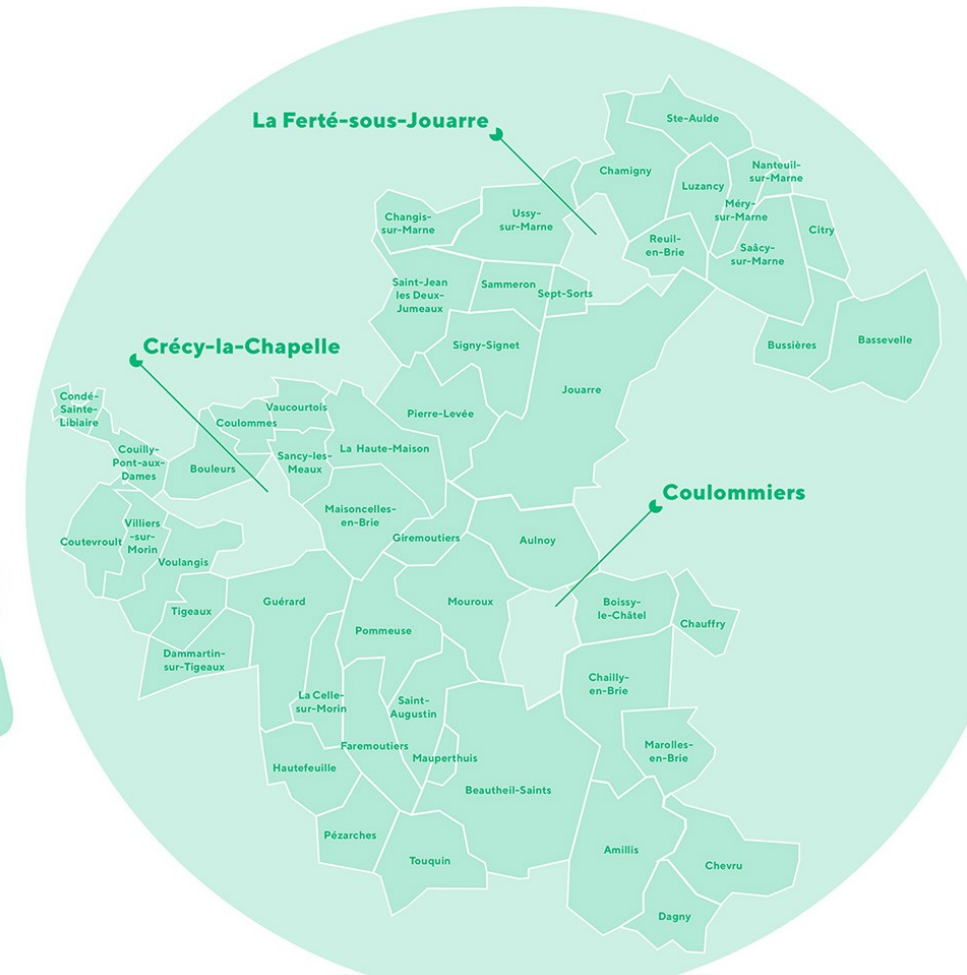 Ste-Aulde
La Ferté-sous-Jouarre
Chamigny
Nanteuil-
sur-Marne
Luzancy
Méry-
sur-Marne
Changis-
sur-Marne
Ussy-
sur-Marne
Citry
Reuil-
en-Brie
Saâcy-
sur-Marne
Saint-Jean
les Deux-
Jumeaux
Sammeron
Sept-Sorts
Signy-Signet
Bussières
Bassevelle
Crécy-la-Chapelle
Jouarre
Condé-
Sainte-
Libiaire
Vaucourtois
Coulommes
Pierre-Levée
La Haute-Maison
Couilly-
Pont-aux-
Dames
Bouleurs
Sancy-les-
Meaux
Coulommiers
Maisoncelles-
en-Brie
Villiers
-sur-
Morin
Coutevroult
Giremoutiers
Aulnoy
Voulangis
Guérard
Mouroux
Boissy-
le-Châtel
Tigeaux
Chauffry
Pommeuse
Dammartin-
sur-Tigeaux
Chailly-
en-Brie
La Celle-
sur-Morin
Saint-
Augustin
Faremoutiers
Marolles-
en-Brie
Mauperthuis
Hautefeuille
Beautheil-Saints
Pézarches
Touquin
Amillis
Chevru
Dagny